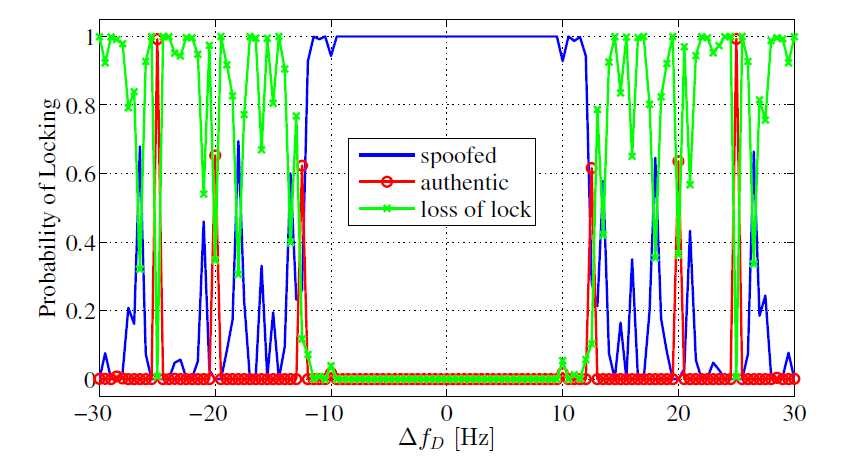 1
0.8
0.6
0.4
0.2
0
Probability of Locking
spoofed
authentic
loss of lock
−30 −20 −10 0 10 20 30
Δf_D [Hz]